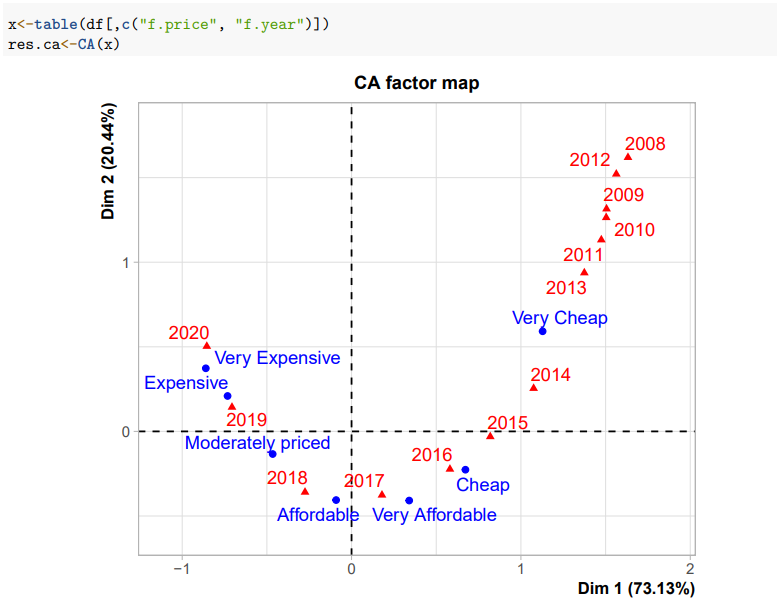 x<-table(df[,c("f.price", "f.year")])
res.ca<-CA(x)
CA factor map
Dim 2 (20.44%)
2008
2012
2009
2010
2011
2013
Very Cheap
2020
Very Expensive
Expensive
2014
2019
2015
Moderately priced
2016
2018
2017
Cheap
Affordable
Very Affordable
1
0
−1
0
1
2
Dim 1 (73.13%)